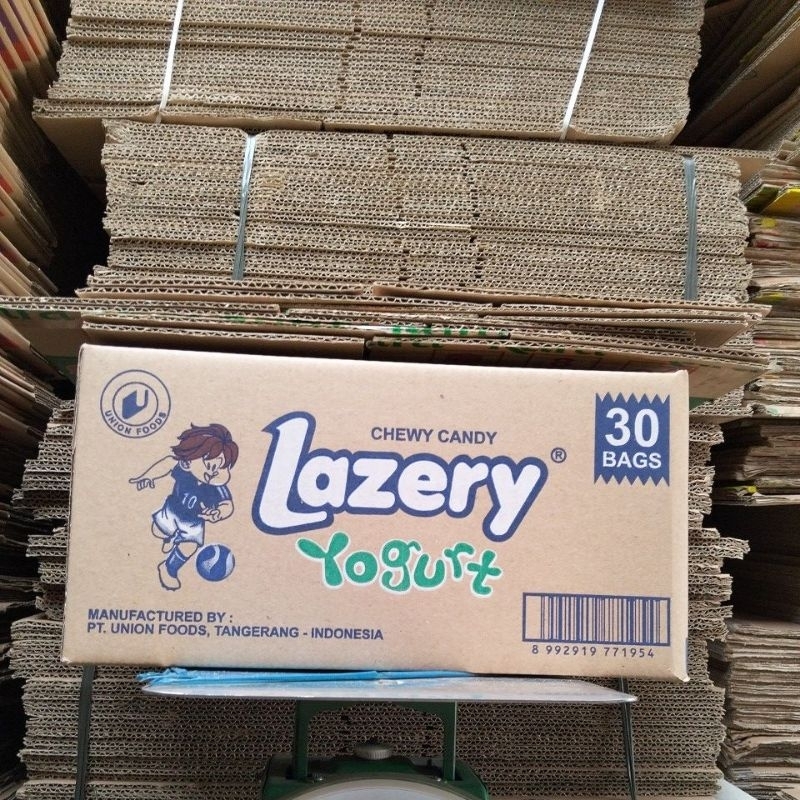 UNION FOODS
CHEWY CANDY
Lazery®
Yogurt
30
BAGS
10
MANUFACTURED BY :
PT. UNION FOODS, TANGERANG - INDONESIA
8 992919 771954